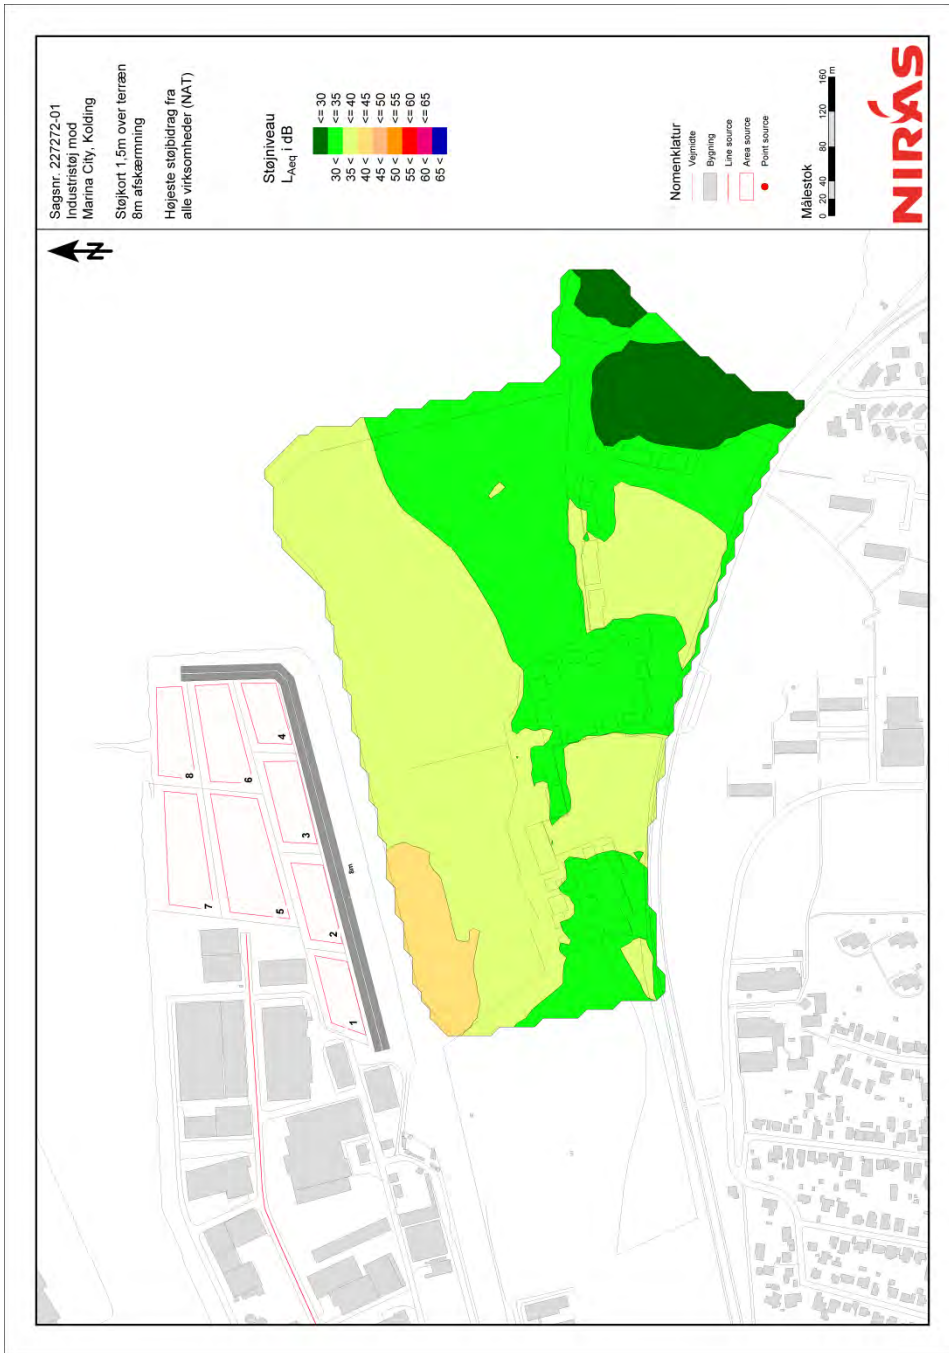 Sagsnr. 227272-01
Industristøj mod
Marina City, Kolding
Støjkort 1,5m over terræn
8m afskærmning
Højeste støjbidrag fra
alle virksomheder (NAT)
Støjniveau
LAeq i dB
<= 30
30 < <= 35
35 < <= 40
40 < <= 45
45 < <= 50
50 < <= 55
55 < <= 60
60 < <= 65
65 <
Nomenklatur
Vejmidte
Bygning
Line source
Area source
Point source
Målestok
0 20 40 80 120 160
m
NIRÁS
N
8
7
6
5
4
3
2
1
8m